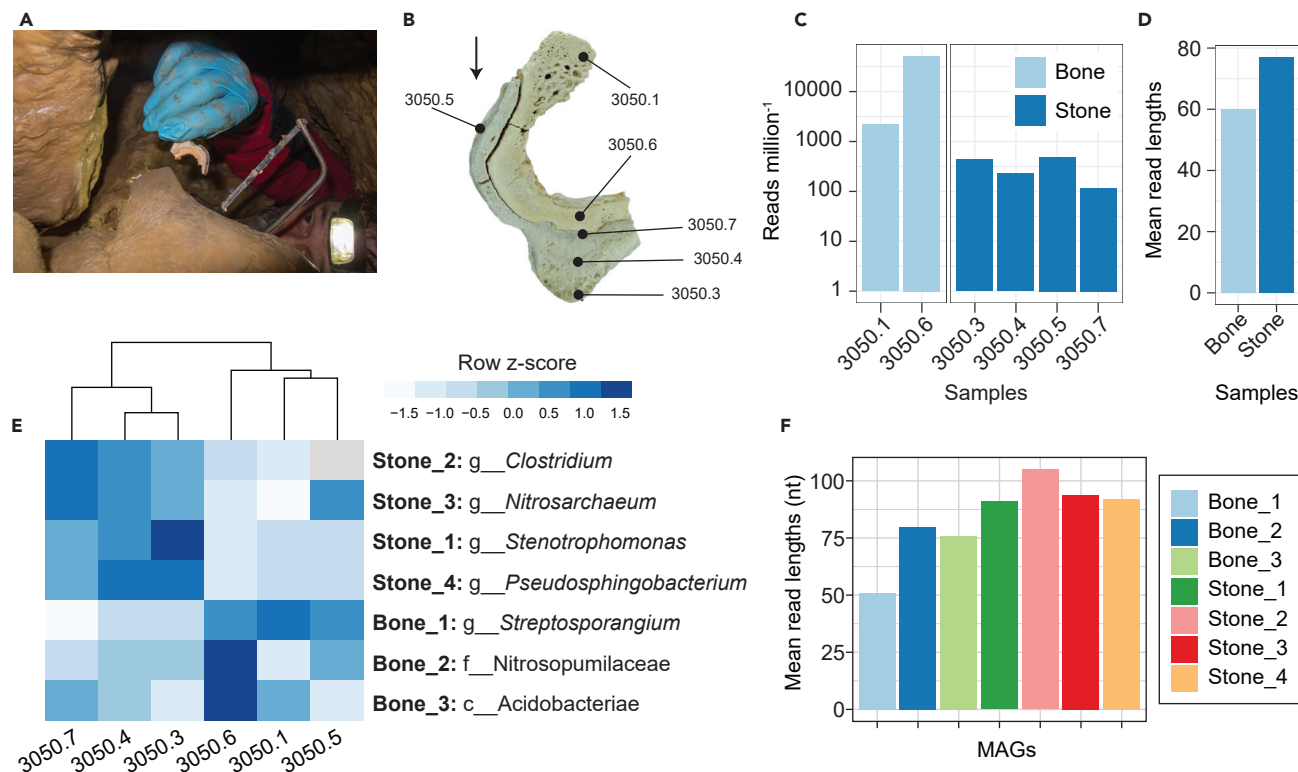 A
B
3050.5
3050.1
3050.6
3050.7
3050.4
3050.3
C
Reads million⁻¹
10000
1000
100
10
1
Bone
Stone
3050.1
3050.6
3050.3
3050.4
3050.5
3050.7
Samples
D
Mean read lengths
80
60
40
20
0
Bone
Stone
Samples
E
Row z-score
−1.5 −1.0 −0.5 0.0 0.5 1.0 1.5
Stone_2: g__Clostridium
Stone_3: g__Nitrosarchaeum
Stone_1: g__Stenotrophomonas
Stone_4: g__Pseudosphingobacterium
Bone_1: g__Streptosporangium
Bone_2: f__Nitrosopumilaceae
Bone_3: c__Acidobacteriae
3050.7
3050.4
3050.3
3050.6
3050.1
3050.5
F
Mean read lengths (nt)
100
75
50
25
0
MAGs
Bone_1
Bone_2
Bone_3
Stone_1
Stone_2
Stone_3
Stone_4